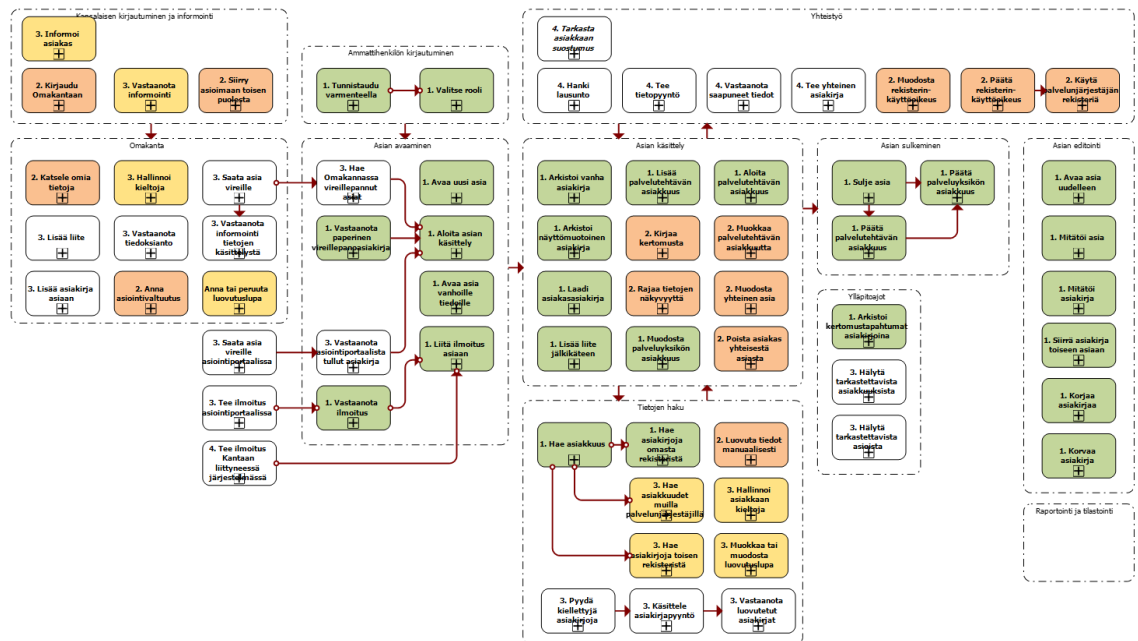 Kansalaisen kirjautuminen ja informointi
3. Informoi
asiakas
2. Kirjaudu
Omakantaan
3. Vastaanota
informointi
2. Siirry
asioimaan toisen
puolesta
Ammattihenkilön kirjautuminen
1. Tunnistaudu
varmenteella
1. Valitse rooli
Yhteistyö
4. Tarkasta
asiakkaan
suostumus
4. Hanki
lausunto
4. Tee
tietopyyntö
4. Vastaanota
saapuneet tiedot
4. Tee yhteinen
asiakirja
2. Muodosta
rekisterin-
käyttöoikeus
2. Päätä
rekisterin-
käyttöoikeus
2. Käytä
palvelunjärjestäjän
rekisteriä
Omakanta
2. Katsele omia
tietoja
3. Hallinnoi
kieltoja
3. Saata asia
vireille
3. Lisää liite
3. Vastaanota
tiedoksianto
3. Vastaanota
informointi
tietojen
käsittelystä
3. Lisää asiakirja
asiaan
2. Anna
asiointivaltuutus
Anna tai peruuta
luovutuslupa
3. Saata asia
vireille
asiointiportaalissa
3. Tee ilmoitus
asiointiportaalissa
4. Tee ilmoitus
Kantaan
liittyneessä
järjestelmässä
Asian avaaminen
3. Hae
Omakannassa
vireillepannut
asiat
1. Avaa uusi asia
1. Vastaanota
paperinen
vireillepanoasiakirja
1. Aloita asian
käsittely
1. Avaa asia
vanhoille
tiedoille
3. Vastaanota
asiointiportaalista
tullut asiakirja
1. Liitä ilmoitus
asiaan
1. Vastaanota
ilmoitus
Asian käsittely
1. Arkistoi vanha
asiakirja
1. Lisää
palvelutehtävän
asiakkuus
1. Aloita
palvelutehtävän
asiakkuus
1. Arkistoi
näyttömuotoinen
asiakirja
2. Kirjaa
kertomusta
2. Muokkaa
palvelutehtävän
asiakkuutta
1. Laadi
asiakasasiakirja
2. Rajaa tietojen
näkyvyyttä
2. Muodosta
yhteinen asia
1. Lisää liite
jälkikäteen
1. Muodosta
palveluyksikön
asiakkuus
2. Poista asiakas
yhteisestä
asiasta
Tietojen haku
1. Hae asiakkuus
1. Hae
asiakirjoja
omasta
rekisteristä
2. Luovuta tiedot
manuaalisesti
3. Hae
asiakkuudet
muilla
palvelunjärjestäjillä
3. Hallinnoi
asiakkaan
kieltoja
3. Hae
asiakirjoja toisen
rekisteristä
3. Muokkaa tai
muodosta
luovutuslupa
3. Pyydä
kiellettyjä
asiakirjoja
3. Käsittele
asiakirjapyyntö
3. Vastaanota
luovutetut
asiakirjat
Asian sulkeminen
1. Sulje asia
1. Päätä
palveluyksikön
asiakkuus
1. Päätä
palvelutehtävän
asiakkuus
Ylläpitoajot
1. Arkistoi
kertomustapahtumat
asiakirjoina
3. Hälytä
tarkastettavista
asiakkuuksista
3. Hälytä
tarkastettavista
asioista
Asian editointi
1. Avaa asia
uudelleen
1. Mitätöi asia
1. Mitätöi
asiakirja
1. Siirrä asiakirja
toiseen asiaan
1. Korjaa
asiakirjaa
1. Korvaa
asiakirja
Raportointi ja tilastointi